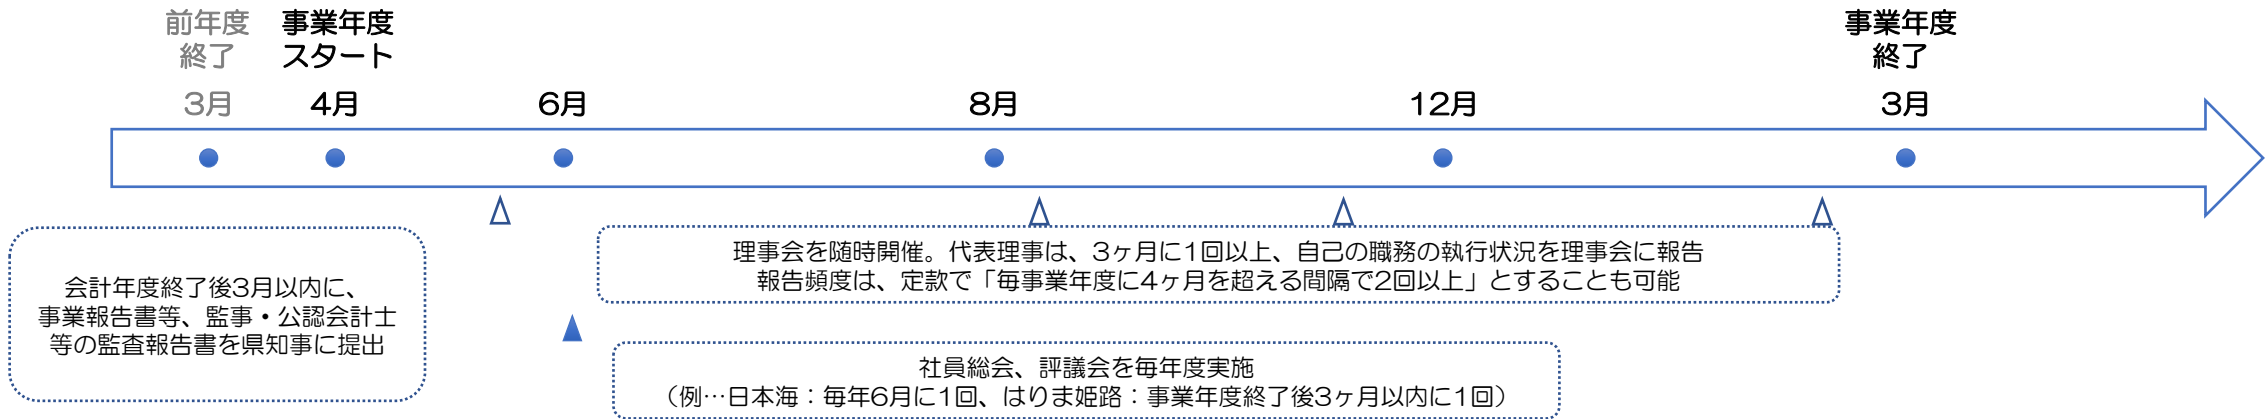 前年度
終了
事業年度
スタート
事業年度
終了
3月
4月
6月
8月
12月
3月
会計年度終了後3月以内に、
事業報告書等、監事・公認会計士
等の監査報告書を県知事に提出
理事会を随時開催。代表理事は、3ヶ月に1回以上、自己の職務の執行状況を理事会に報告
報告頻度は、定款で「毎事業年度に4ヶ月を超える間隔で2回以上」とすることも可能
社員総会、評議会を毎年度実施
（例…日本海：毎年6月に1回、はりま姫路：事業年度終了後3ヶ月以内に1回）